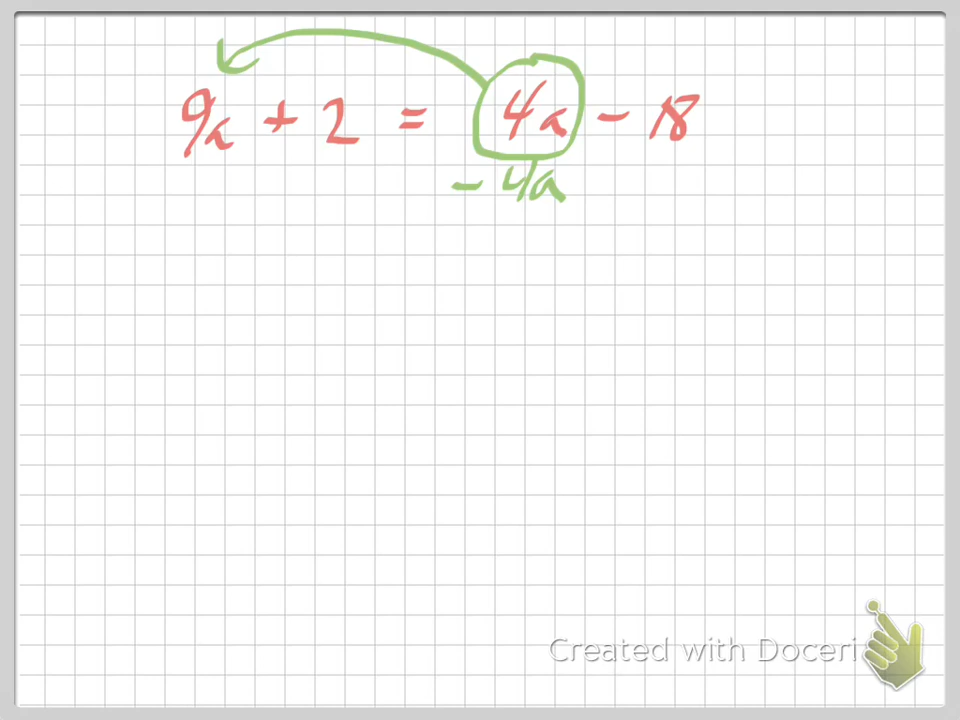 9a + 2 = 4a - 18
- 4a
Created with Doceri